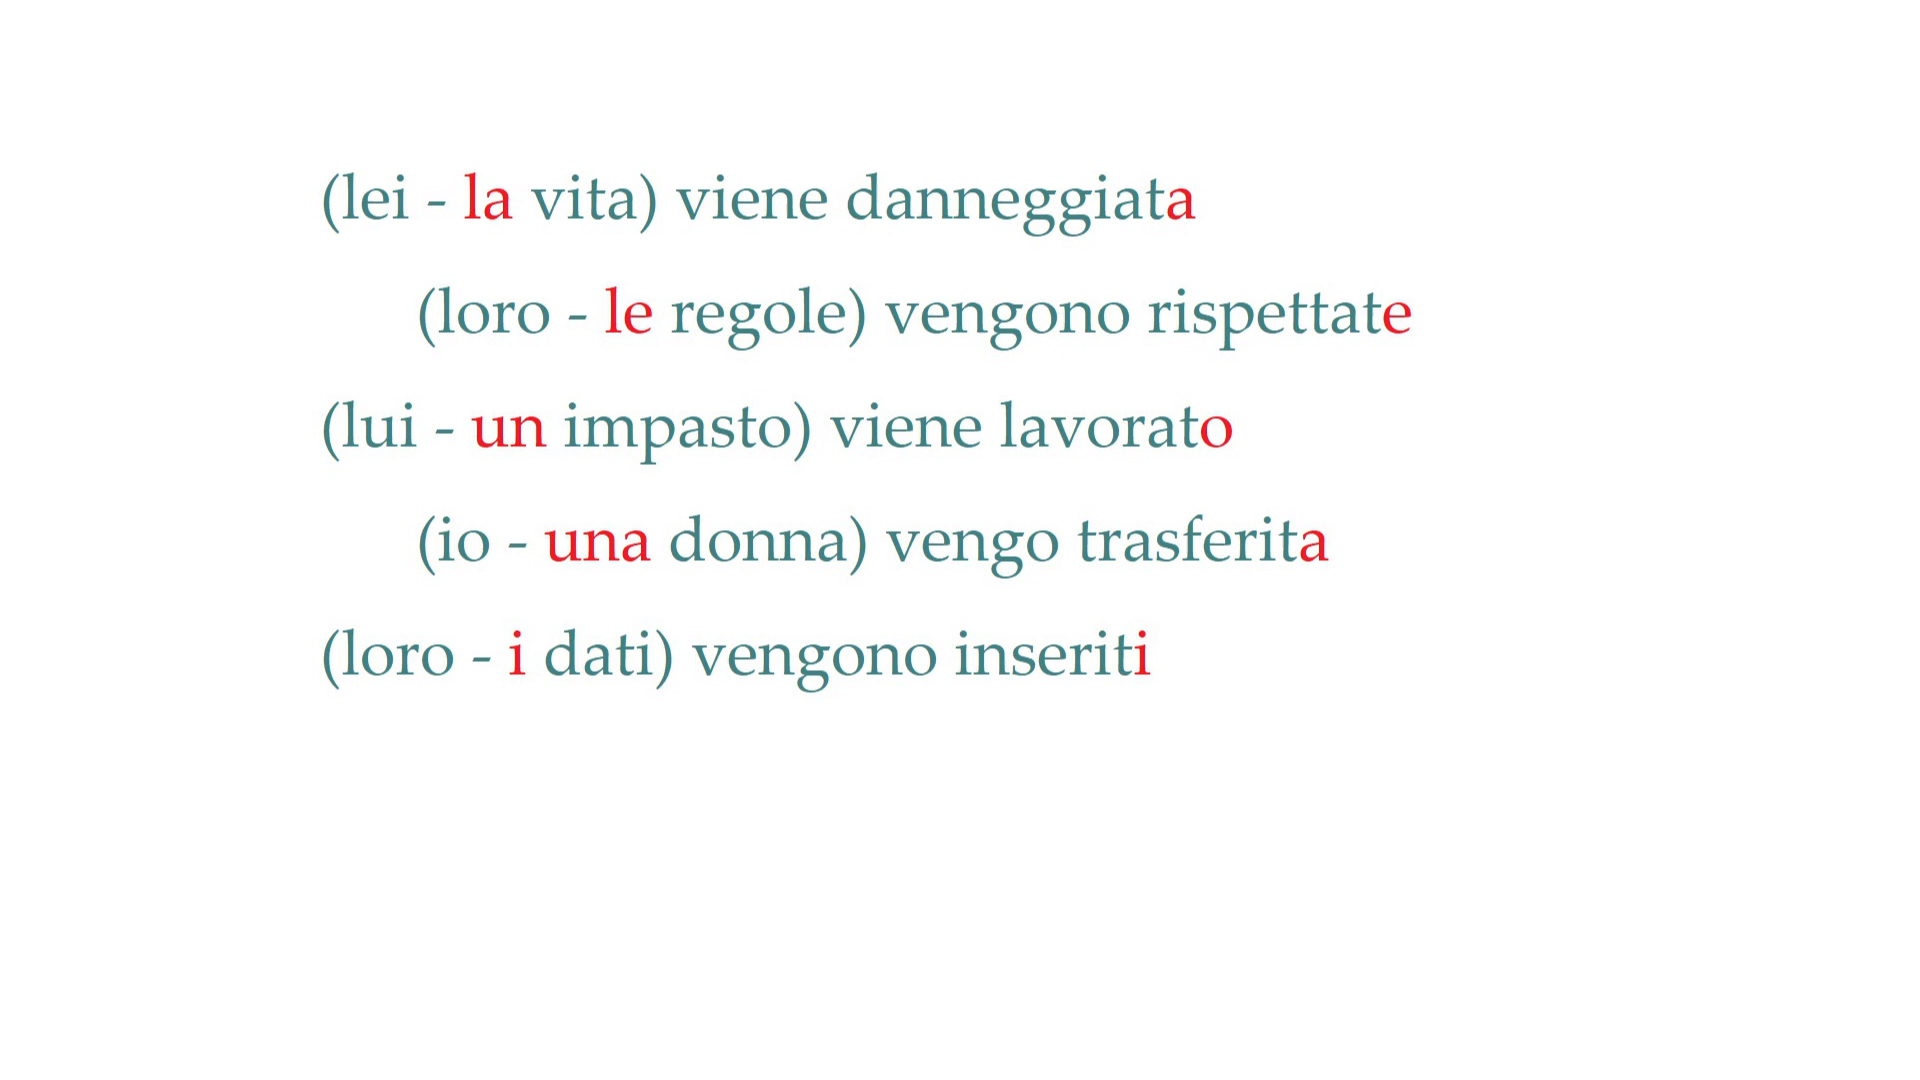 (lei - la vita) viene danneggiata
(loro - le regole) vengono rispettate
(lui - un impasto) viene lavorato
(io - una donna) vengo trasferita
(loro - i dati) vengono inseriti